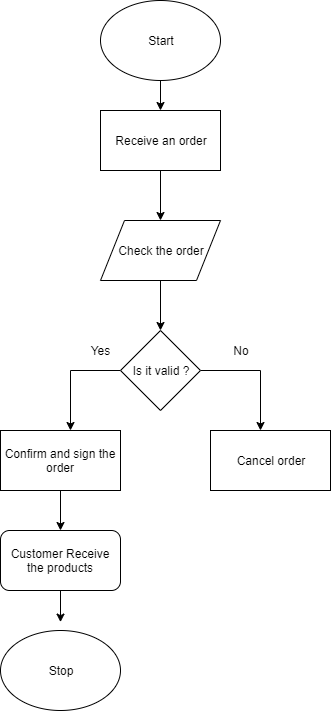 Start
Receive an order
Check the order
Is it valid ?
Yes
No
Confirm and sign the
order
Cancel order
Customer Receive
the products
Stop